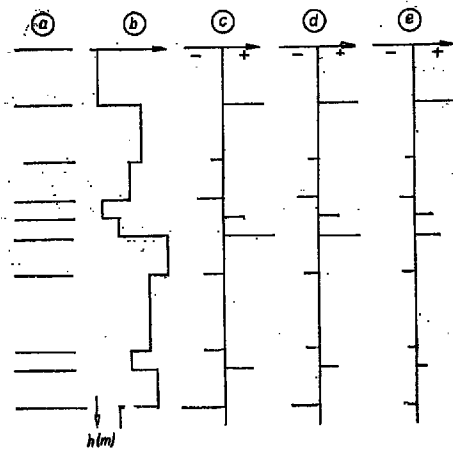 a b c d e
- + - + - +
h(m)